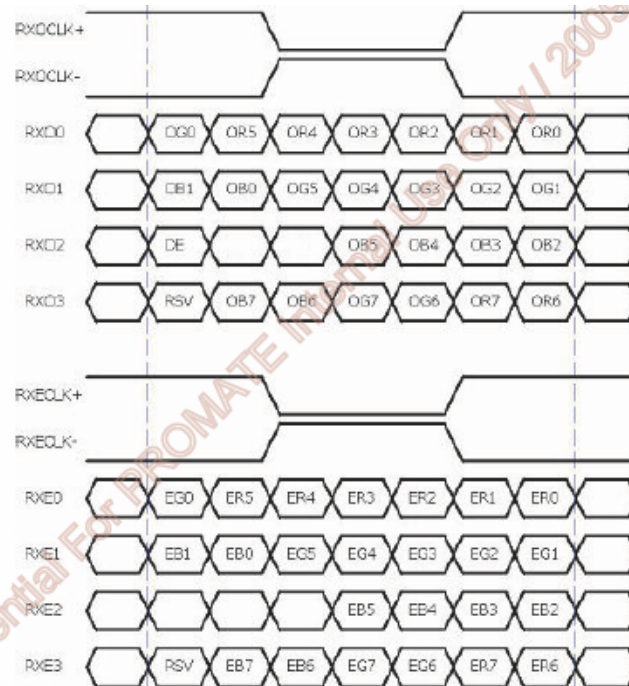 RXOCLK+
RXOCLK-
RXO0 OG0 OR5 OR4 OR3 OR2 OR1 OR0
RXO1 OB1 OB0 OG5 OG4 OG3 OG2 OG1
RXO2 DE OB5 OB4 OB3 OB2
RXO3 RSV OB7 OB6 OG7 OG6 OR7 OR6
RXECLK+
RXECLK-
RXE0 EG0 ER5 ER4 ER3 ER2 ER1 ER0
RXE1 EB1 EB0 EG5 EG4 EG3 EG2 EG1
RXE2 EB5 EB4 EB3 EB2
RXE3 RSV EB7 EB6 EG7 EG6 ER7 ER6
ential For PROMATE Internal Use Only / 2009